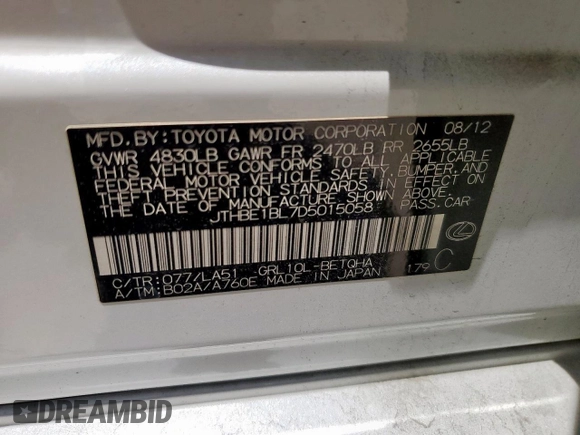 MFD. BY: TOYOTA MOTOR CORPORATION 08/12
GVWR 4830LB GAWR FR 2470LB RR 2655LB
THIS VEHICLE CONFORMS TO ALL APPLICABLE
FEDERAL MOTOR VEHICLE SAFETY, BUMPER, AND
THEFT PREVENTION STANDARDS IN EFFECT ON
THE DATE OF MANUFACTURE SHOWN ABOVE.
JTHBE1BL7D5015058 PASS.CAR
C/TR: 077/LA51 GRL10L-BETQHA
A/TM: B02A/A760E MADE IN JAPAN 179 C
DREAMBID